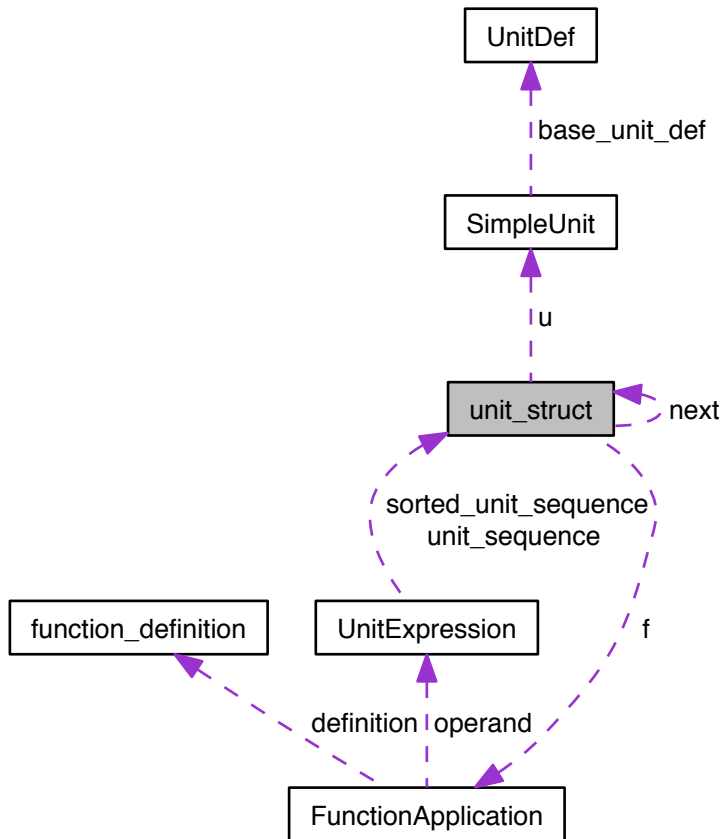 UnitDef
base_unit_def
SimpleUnit
u
unit_struct
next
sorted_unit_sequence
unit_sequence
function_definition
UnitExpression
f
definition
operand
FunctionApplication